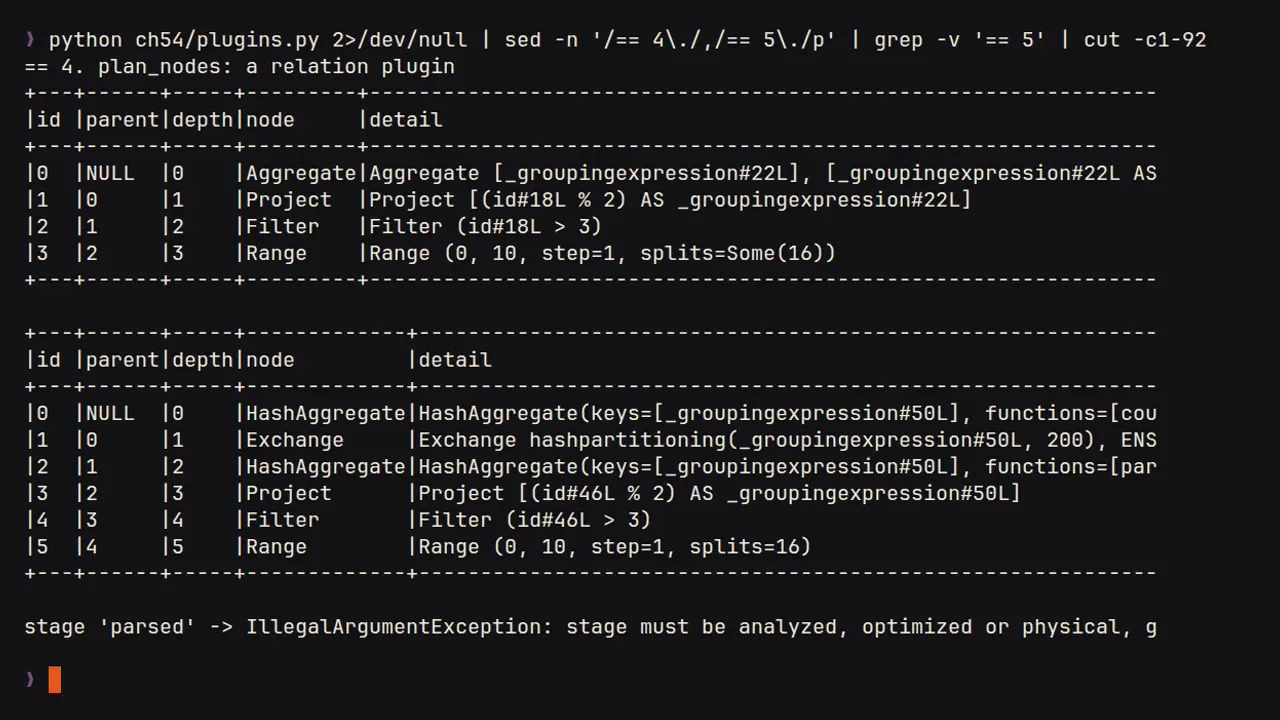 ❯ python ch54/plugins.py 2>/dev/null | sed -n '/== 4\./,/== 5\./p' | grep -v '== 5' | cut -c1-92
== 4. plan_nodes: a relation plugin
+---+------+-----+---------+----------------------------------------------------------------
|id |parent|depth|node     |detail
+---+------+-----+---------+----------------------------------------------------------------
|0  |NULL  |0    |Aggregate|Aggregate [_groupingexpression#22L], [_groupingexpression#22L AS
|1  |0     |1    |Project  |Project [(id#18L % 2) AS _groupingexpression#22L]
|2  |1     |2    |Filter   |Filter (id#18L > 3)
|3  |2     |3    |Range    |Range (0, 10, step=1, splits=Some(16))
+---+------+-----+---------+----------------------------------------------------------------

+---+------+-----+-------------+------------------------------------------------------------
|id |parent|depth|node         |detail
+---+------+-----+-------------+------------------------------------------------------------
|0  |NULL  |0    |HashAggregate|HashAggregate(keys=[_groupingexpression#50L], functions=[cou
|1  |0     |1    |Exchange     |Exchange hashpartitioning(_groupingexpression#50L, 200), ENS
|2  |1     |2    |HashAggregate|HashAggregate(keys=[_groupingexpression#50L], functions=[par
|3  |2     |3    |Project      |Project [(id#46L % 2) AS _groupingexpression#50L]
|4  |3     |4    |Filter       |Filter (id#46L > 3)
|5  |4     |5    |Range        |Range (0, 10, step=1, splits=16)
+---+------+-----+-------------+------------------------------------------------------------

stage 'parsed' -> IllegalArgumentException: stage must be analyzed, optimized or physical, g

❯